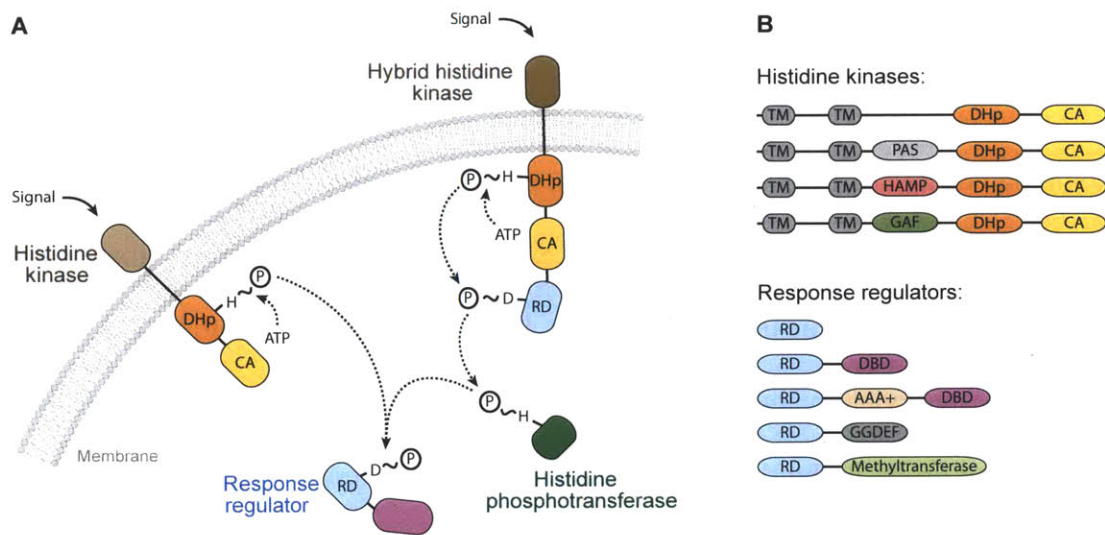 A
Signal
Hybrid histidine
kinase
P ~ H
DHp
ATP
CA
P ~ D
RD
Signal
Histidine
kinase
H ~ P
DHp
ATP
CA
P ~ H
Membrane
D ~ P
RD
Response
regulator
Histidine
phosphotransferase
B
Histidine kinases:
TM TM DHp CA
TM TM PAS DHp CA
TM TM HAMP DHp CA
TM TM GAF DHp CA
Response regulators:
RD
RD DBD
RD AAA+ DBD
RD GGDEF
RD Methyltransferase